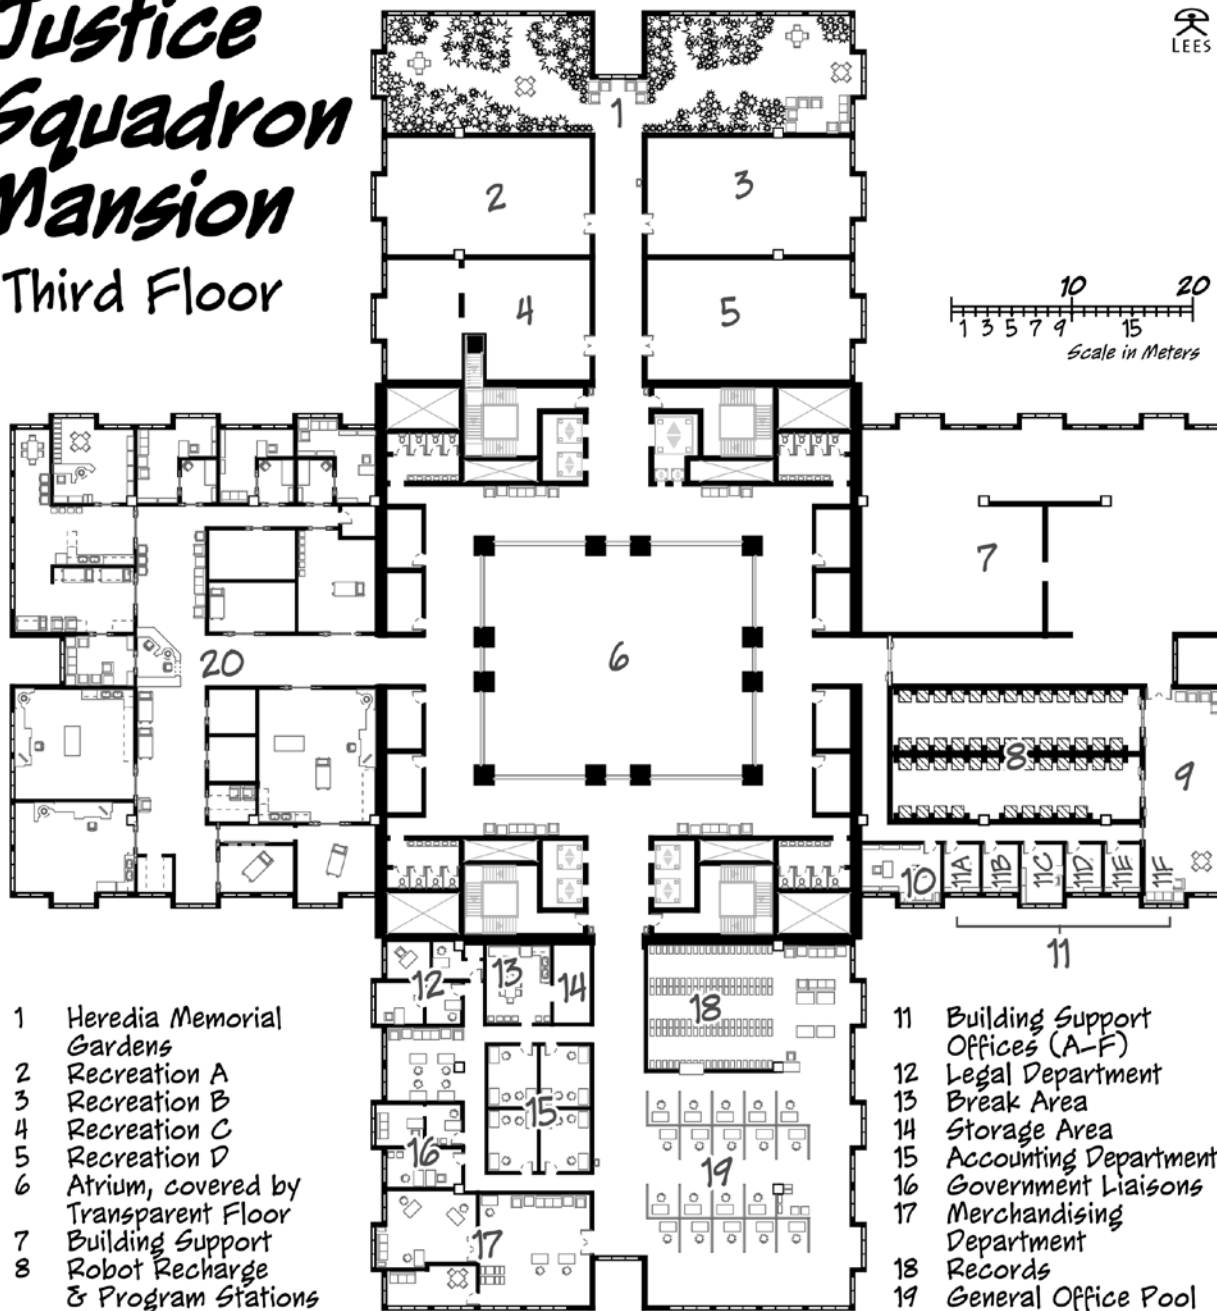 Justice
Squadron
Mansion
Third Floor
LEES
10 20
1 3 5 7 9 15
Scale in Meters
1
2
3
4
5
6
7
8
9
10
11A
11B
11C
11D
11E
11F
11
12
13
14
15
16
17
18
19
20
1 Heredia Memorial
Gardens
2 Recreation A
3 Recreation B
4 Recreation C
5 Recreation D
6 Atrium, covered by
Transparent Floor
7 Building Support
8 Robot Recharge
& Program Stations
11 Building Support
Offices (A-F)
12 Legal Department
13 Break Area
14 Storage Area
15 Accounting Department
16 Government Liaisons
17 Merchandising
Department
18 Records
19 General Office Pool